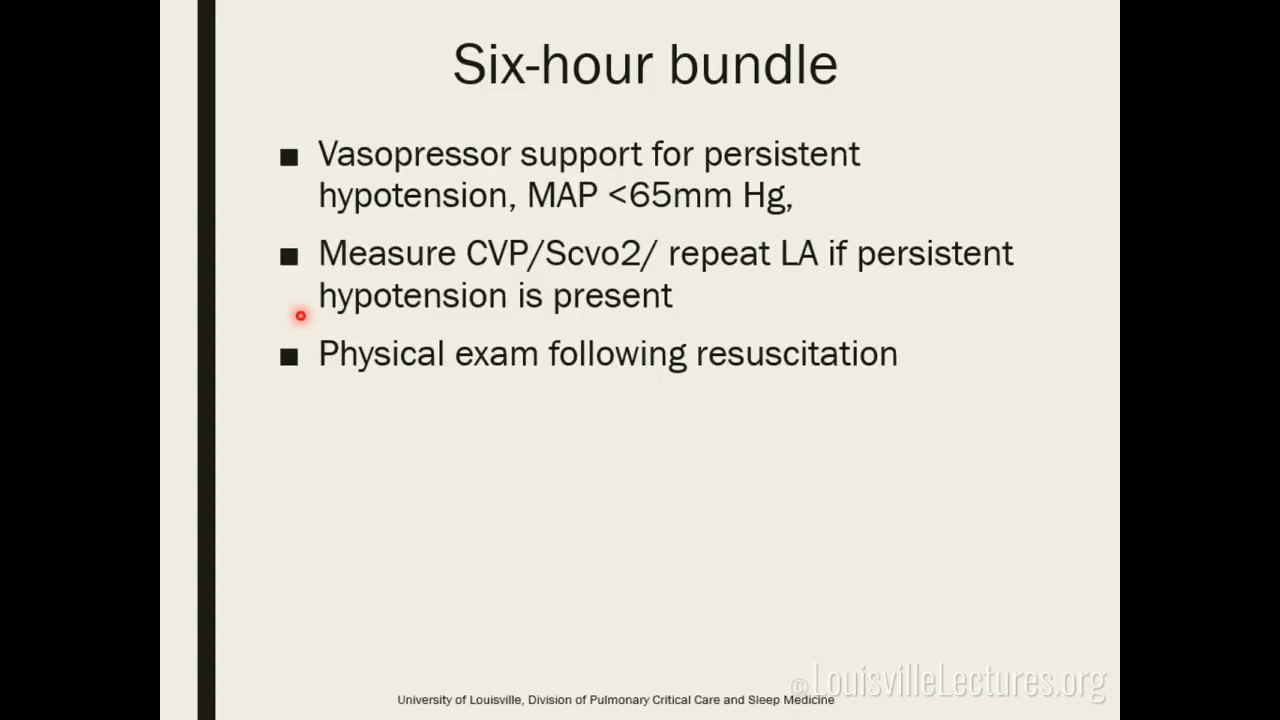 Six-hour bundle
■ Vasopressor support for persistent
hypotension, MAP <65mm Hg,
■ Measure CVP/Scvo2/ repeat LA if persistent
hypotension is present
■ Physical exam following resuscitation
© LouisvilleLectures.org
University of Louisville, Division of Pulmonary Critical Care and Sleep Medicine